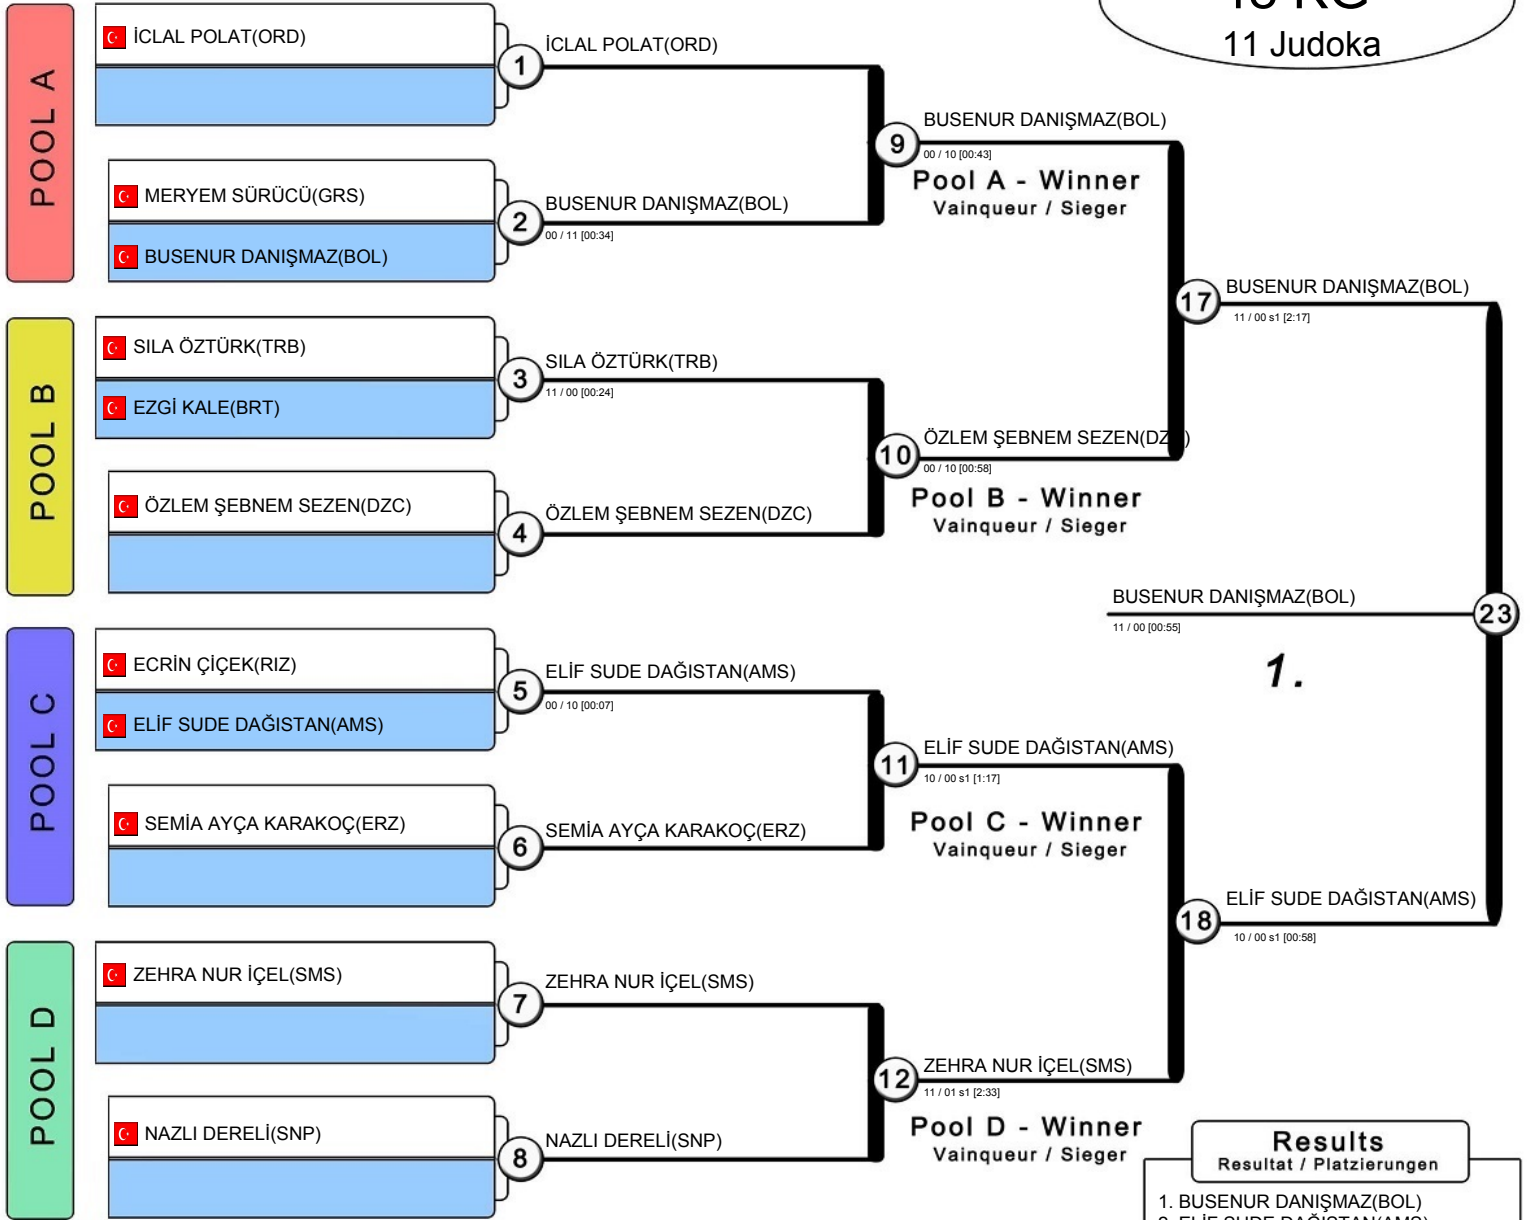 11 Judoka
POOL A
İCLAL POLAT(ORD)
1
İCLAL POLAT(ORD)
MERYEM SÜRÜCÜ(GRS)
BUSENUR DANIŞMAZ(BOL)
2
BUSENUR DANIŞMAZ(BOL)
00 / 11 [00:34]
9
BUSENUR DANIŞMAZ(BOL)
00 / 10 [00:43]
Pool A - Winner
Vainqueur / Sieger
POOL B
SILA ÖZTÜRK(TRB)
EZGİ KALE(BRT)
3
SILA ÖZTÜRK(TRB)
11 / 00 [00:24]
ÖZLEM ŞEBNEM SEZEN(DZC)
4
ÖZLEM ŞEBNEM SEZEN(DZC)
10
ÖZLEM ŞEBNEM SEZEN(DZ)
00 / 10 [00:58]
Pool B - Winner
Vainqueur / Sieger
17
BUSENUR DANIŞMAZ(BOL)
11 / 00 s1 [2:17]
POOL C
ECRİN ÇİÇEK(RIZ)
ELİF SUDE DAĞISTAN(AMS)
5
ELİF SUDE DAĞISTAN(AMS)
00 / 10 [00:07]
SEMİA AYÇA KARAKOÇ(ERZ)
6
SEMİA AYÇA KARAKOÇ(ERZ)
11
ELİF SUDE DAĞISTAN(AMS)
10 / 00 s1 [1:17]
Pool C - Winner
Vainqueur / Sieger
POOL D
ZEHRA NUR İÇEL(SMS)
7
ZEHRA NUR İÇEL(SMS)
NAZLI DERELİ(SNP)
8
NAZLI DERELİ(SNP)
12
ZEHRA NUR İÇEL(SMS)
11 / 01 s1 [2:33]
Pool D - Winner
Vainqueur / Sieger
18
ELİF SUDE DAĞISTAN(AMS)
10 / 00 s1 [00:58]
BUSENUR DANIŞMAZ(BOL)
23
11 / 00 [00:55]
1.
Results
Resultat / Platzierungen
1. BUSENUR DANIŞMAZ(BOL)
2. ELİF SUDE DAĞISTAN(AMS)